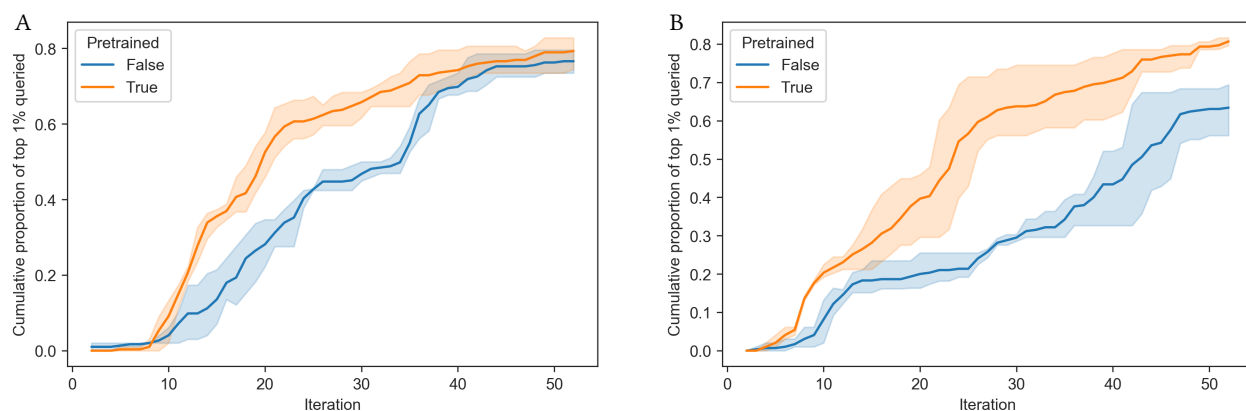 A
Pretrained
False
True
Cumulative proportion of top 1% queried
0.8
0.6
0.4
0.2
0.0
0
10
20
30
40
50
Iteration
B
Pretrained
False
True
Cumulative proportion of top 1% queried
0.8
0.7
0.6
0.5
0.4
0.3
0.2
0.1
0.0
0
10
20
30
40
50
Iteration